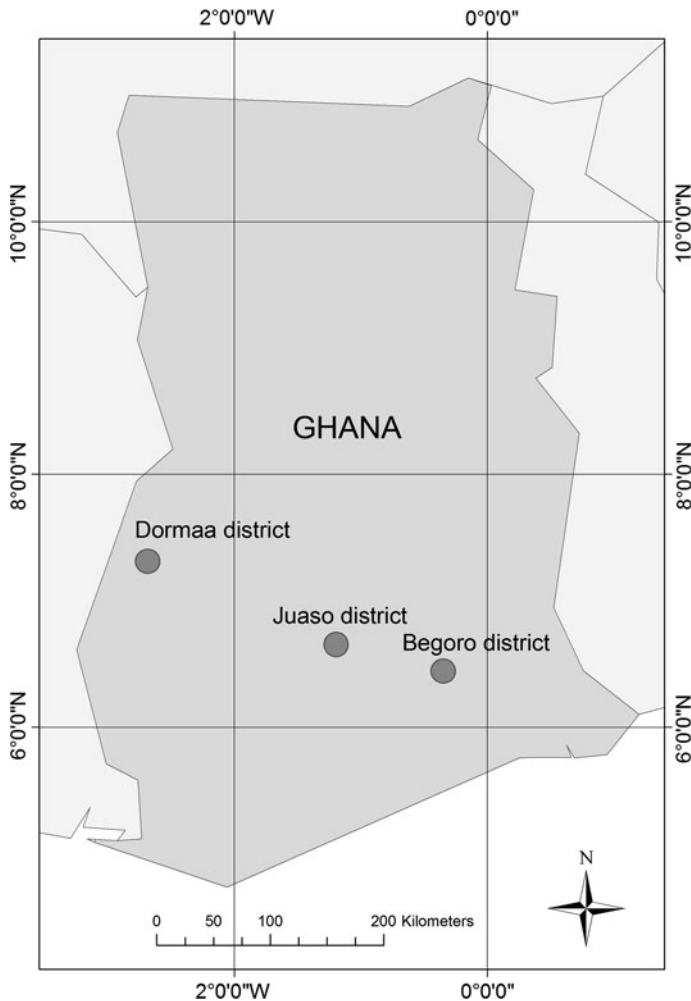 2°0'0"W 0°0'0"
10°0'0"N 10°0'0"N
GHANA
8°0'0"N 8°0'0"N
Dormaa district
Juaso district
Begoro district
6°0'0"N 6°0'0"N
N
0 50 100 200 Kilometers
2°0'0"W 0°0'0"